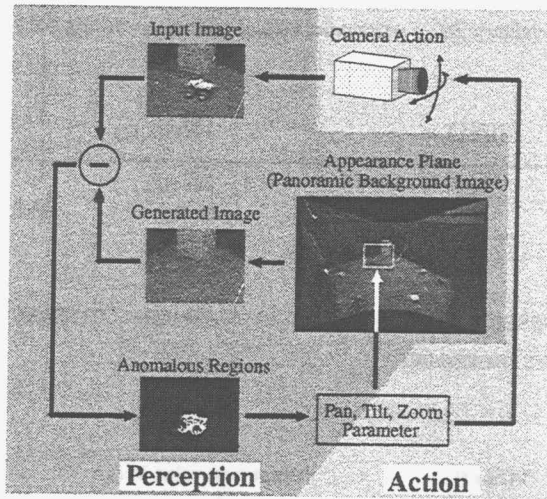 Input Image
Camera Action
Appearance Plane
(Panoramic Background Image)
Generated Image
Anomalous Regions
Pan, Tilt, Zoom
Parameter
Perception
Action